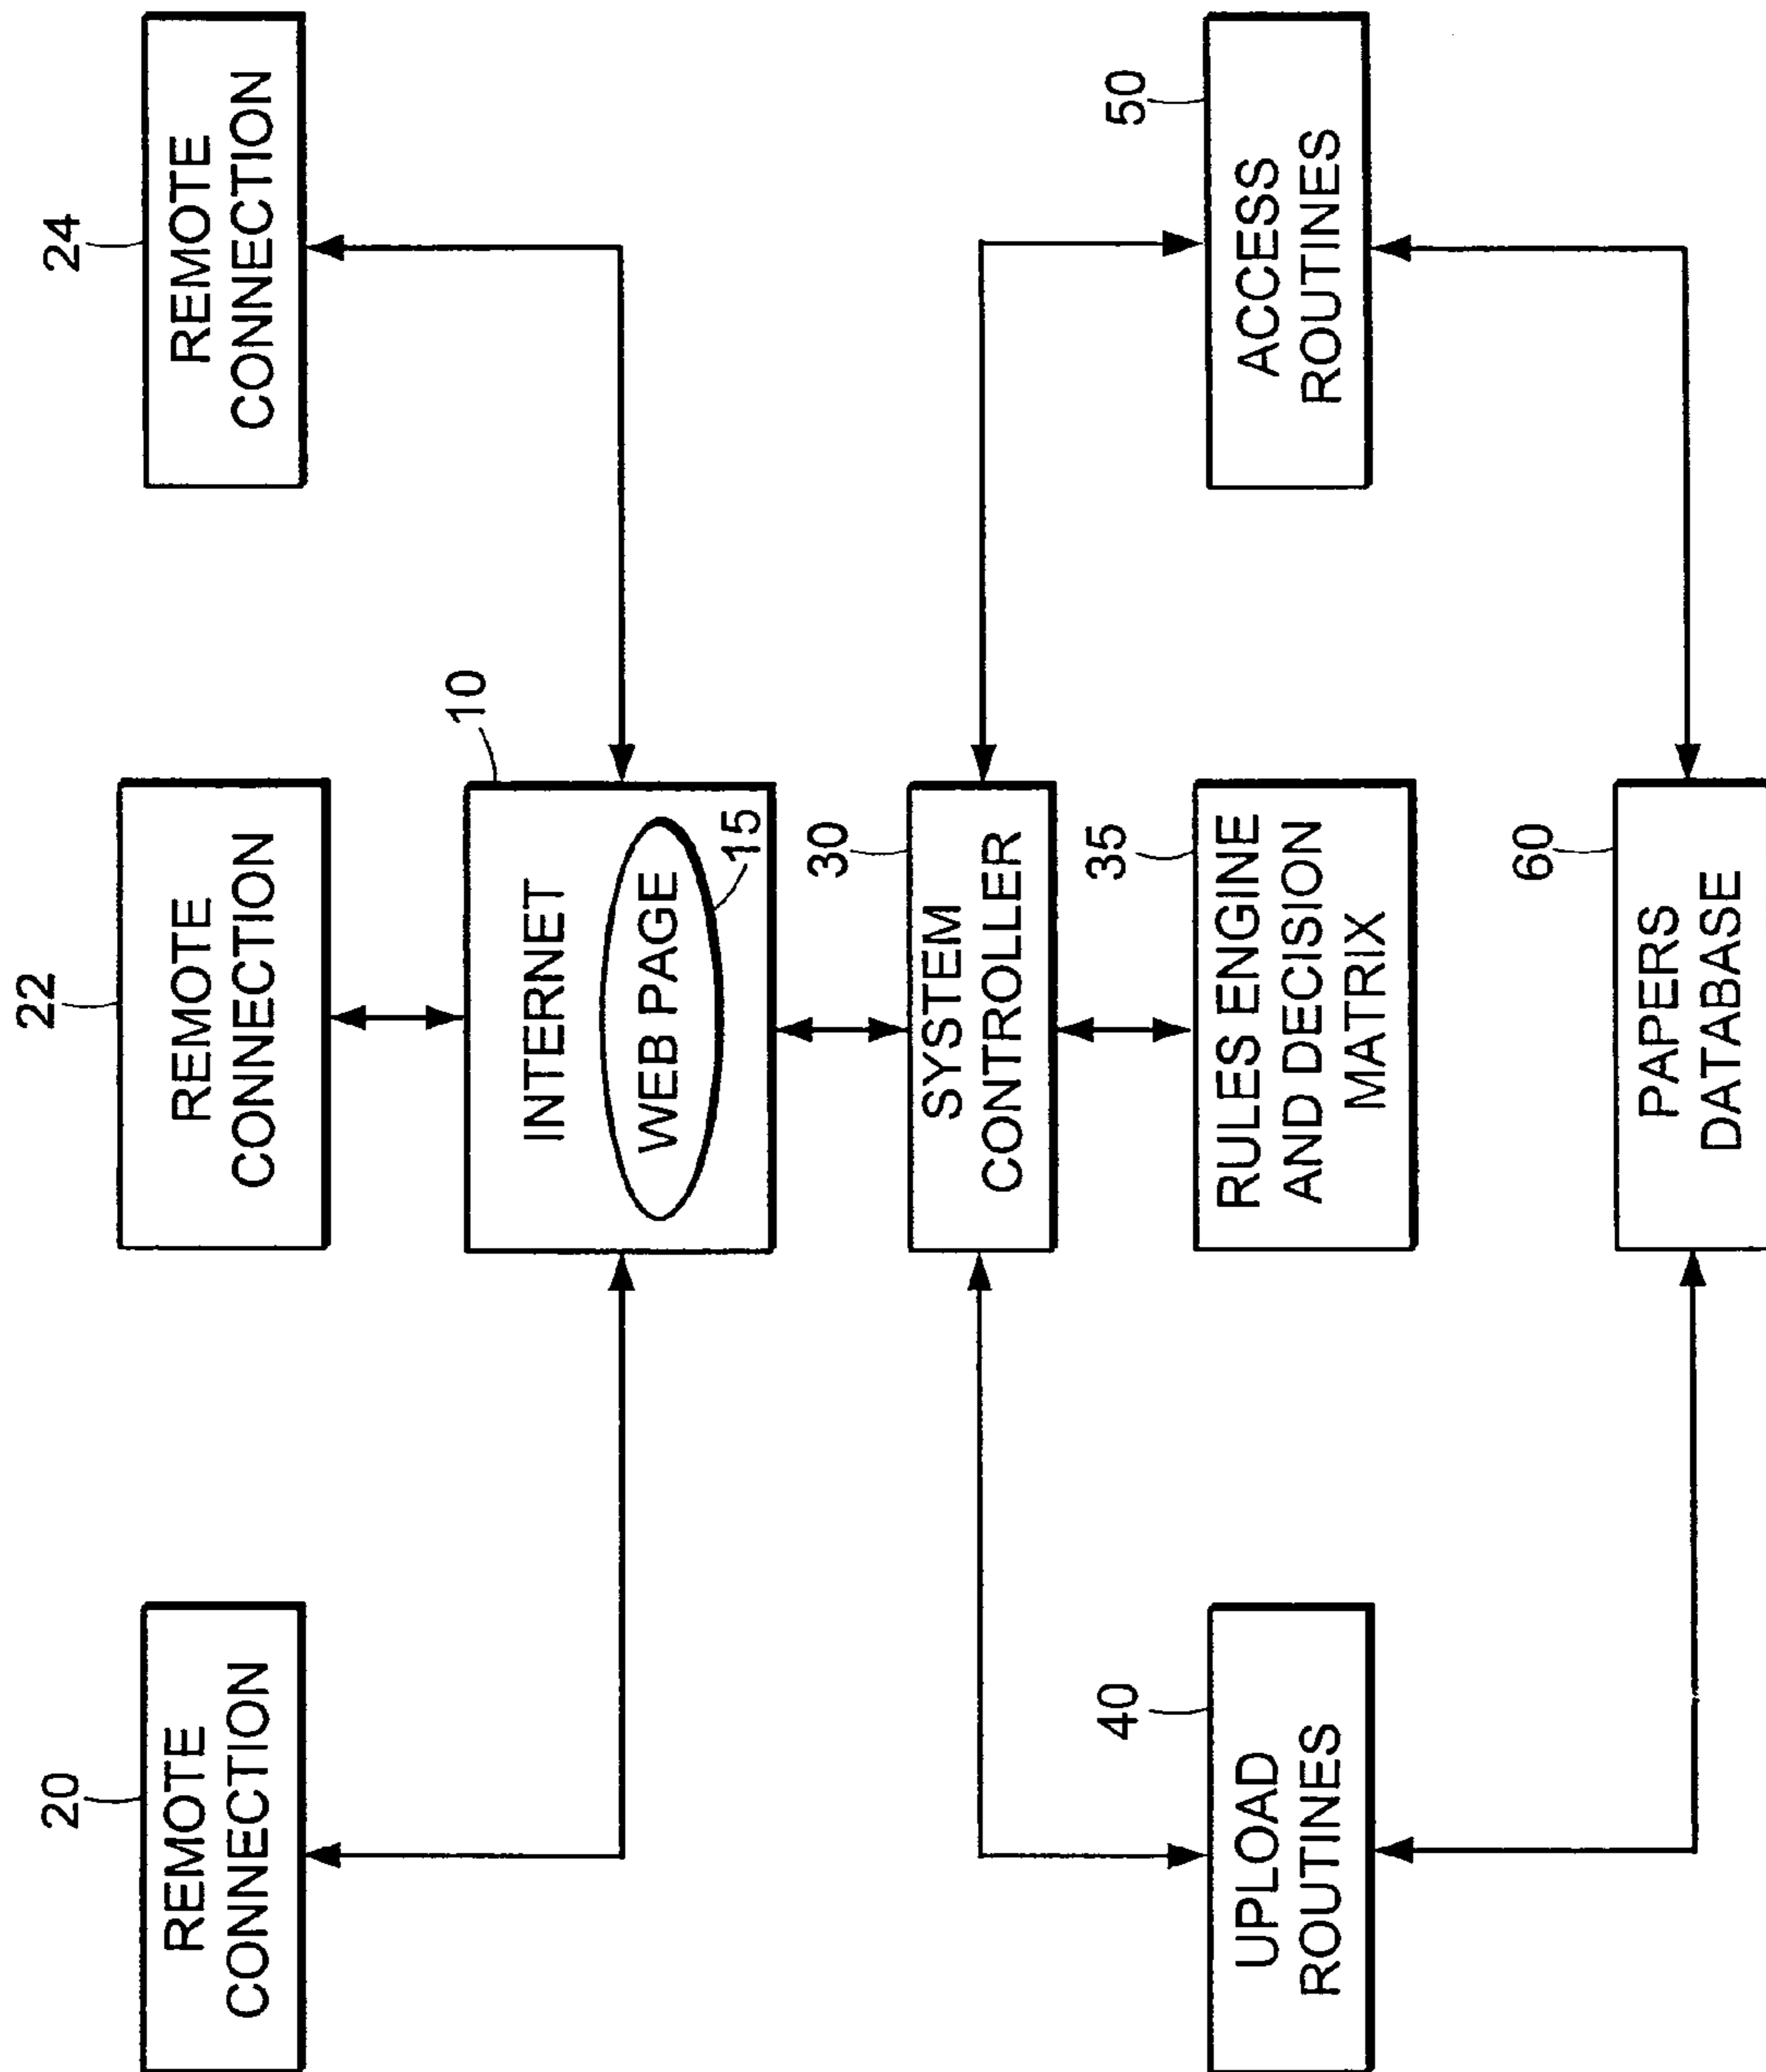 20
REMOTE
CONNECTION
22
REMOTE
CONNECTION
24
REMOTE
CONNECTION
10
INTERNET
WEB PAGE
15
30
SYSTEM
CONTROLLER
35
RULES ENGINE
AND DECISION
MATRIX
40
UPLOAD
ROUTINES
50
ACCESS
ROUTINES
60
PAPERS
DATABASE